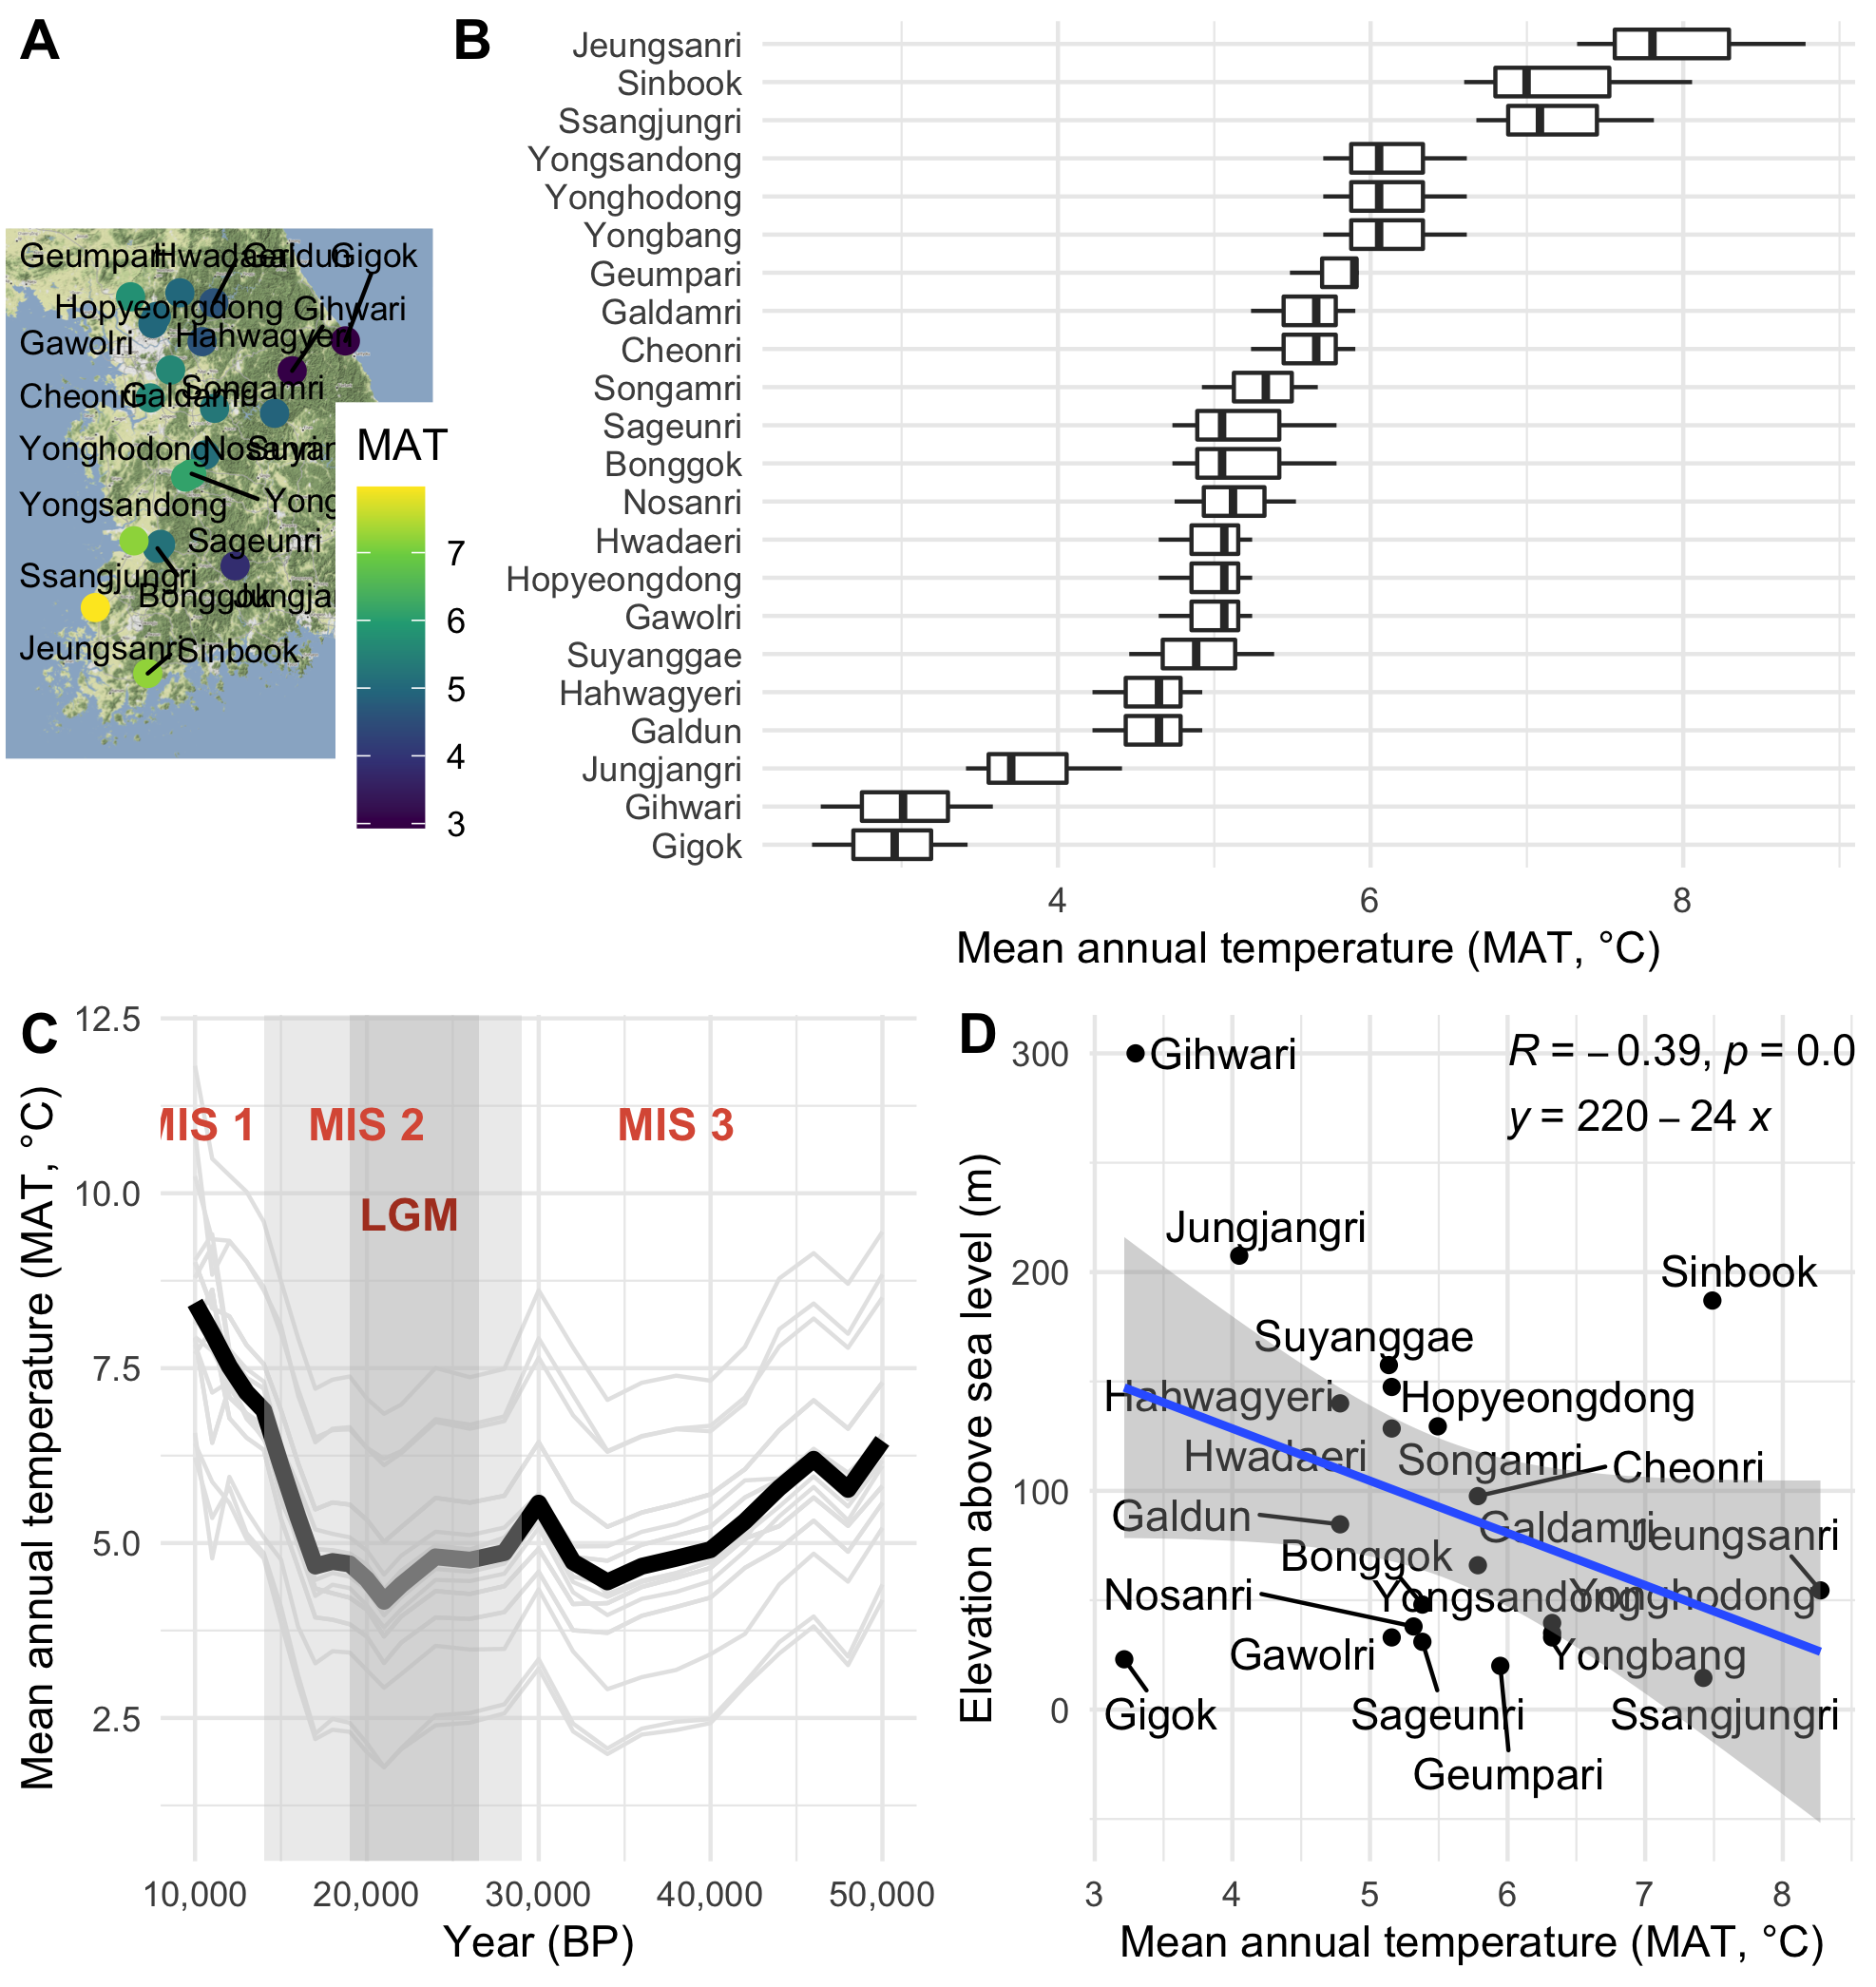 A
Geumpari Hwadaeri Galdun Gigok
Hopyeongdong Gihwari
Gawolri Hahwagyeri
Cheonri Galdamri Songamri
Yonghodong Nosanri
Yongsandong
Sageunri
Ssangjungri
Bonggok
Jeungsanri Sinbook
MAT
7
6
5
4
3
B
Jeungsanri
Sinbook
Ssangjungri
Yongsandong
Yonghodong
Yongbang
Geumpari
Galdamri
Cheonri
Songamri
Sageunri
Bonggok
Nosanri
Hwadaeri
Hopyeongdong
Gawolri
Suyanggae
Hahwagyeri
Galdun
Jungjangri
Gihwari
Gigok
4 6 8
Mean annual temperature (MAT, °C)
C
Mean annual temperature (MAT, °C)
12.5
10.0
7.5
5.0
2.5
MIS 1 MIS 2 MIS 3
LGM
10,000 20,000 30,000 40,000 50,000
Year (BP)
D
Elevation above sea level (m)
300
200
100
0
R = − 0.39, p = 0.0
y = 220 − 24 x
Gihwari
Jungjangri
Sinbook
Suyanggae
Hahwagyeri Hopyeongdong
Hwadaeri Songamri Cheonri
Galdun Galdamri Jeungsanri
Bonggok
Nosanri Yongsandong Yonghodong
Gawolri Yongbang
Gigok Sageunri Ssangjungri
Geumpari
3 4 5 6 7 8
Mean annual temperature (MAT, °C)